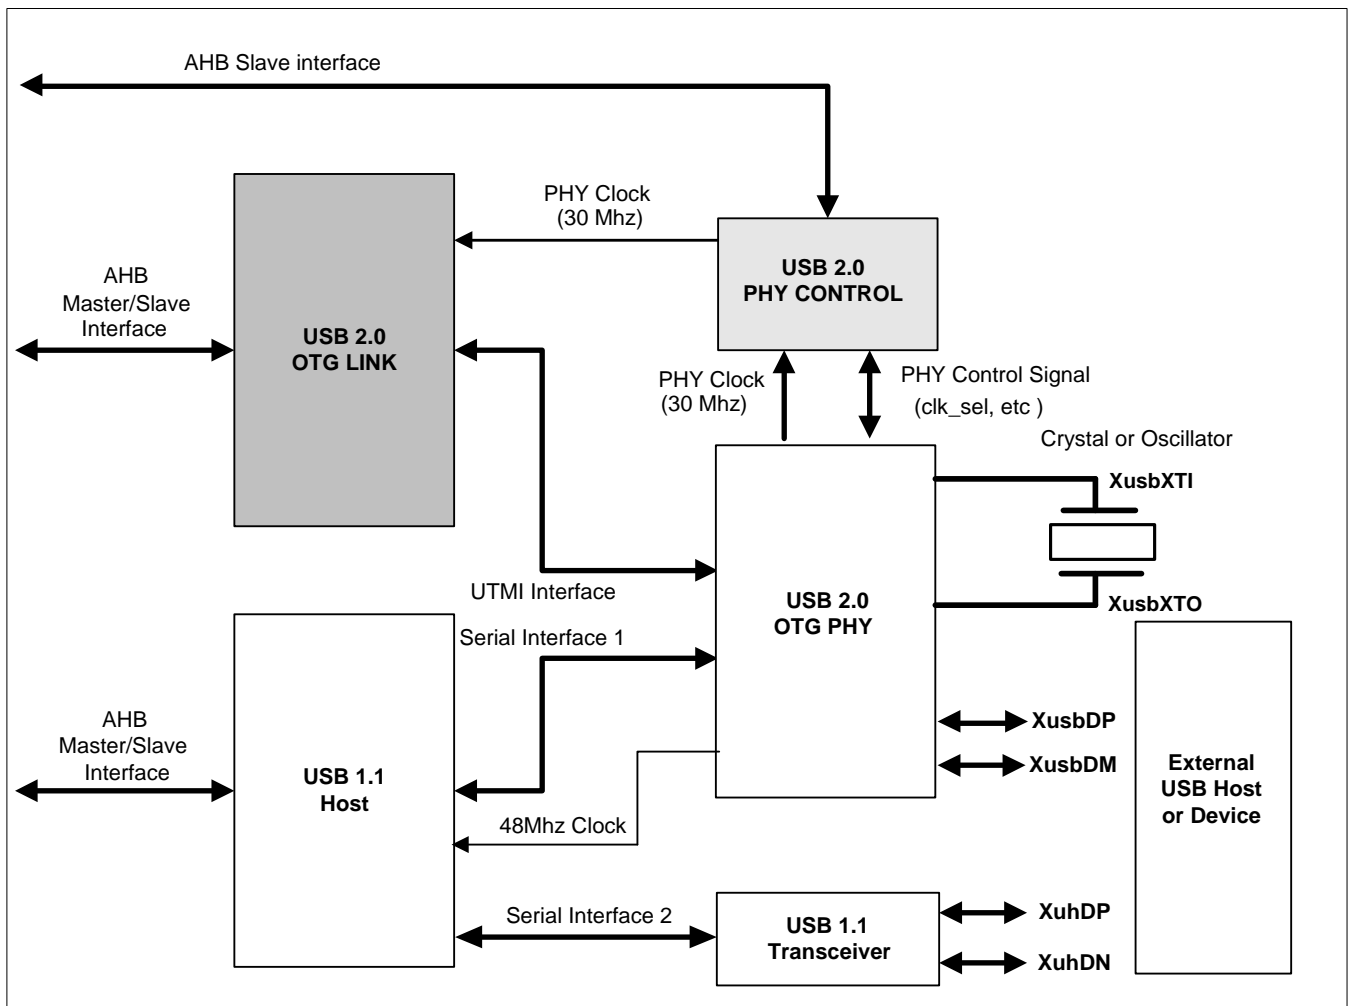 AHB Slave interface
PHY Clock
(30 Mhz)
USB 2.0
PHY CONTROL
AHB
Master/Slave
Interface
USB 2.0
OTG LINK
PHY Clock
(30 Mhz)
PHY Control Signal
(clk_sel, etc )
Crystal or Oscillator
XusbXTI
UTMI Interface
USB 2.0
OTG PHY
XusbXTO
Serial Interface 1
AHB
Master/Slave
Interface
USB 1.1
Host
XusbDP
XusbDM
External
USB Host
or Device
48Mhz Clock
Serial Interface 2
USB 1.1
Transceiver
XuhDP
XuhDN